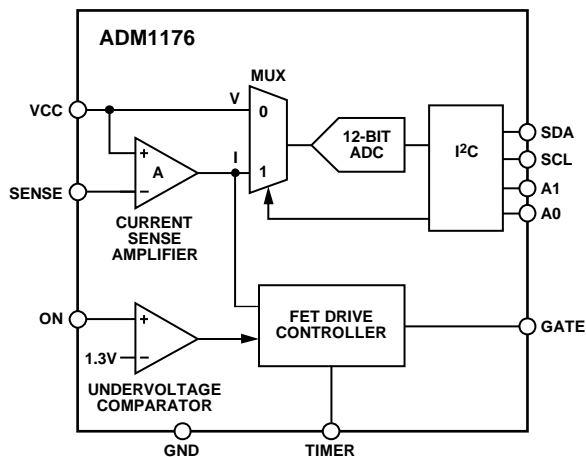 ADM1176
MUX
VCC
V
0
SDA
12-BIT
ADC
I²C
SCL
A
I
1
A1
SENSE
A0
CURRENT
SENSE
AMPLIFIER
ON
FET DRIVE
CONTROLLER
GATE
1.3V
UNDERVOLTAGE
COMPARATOR
GND
TIMER